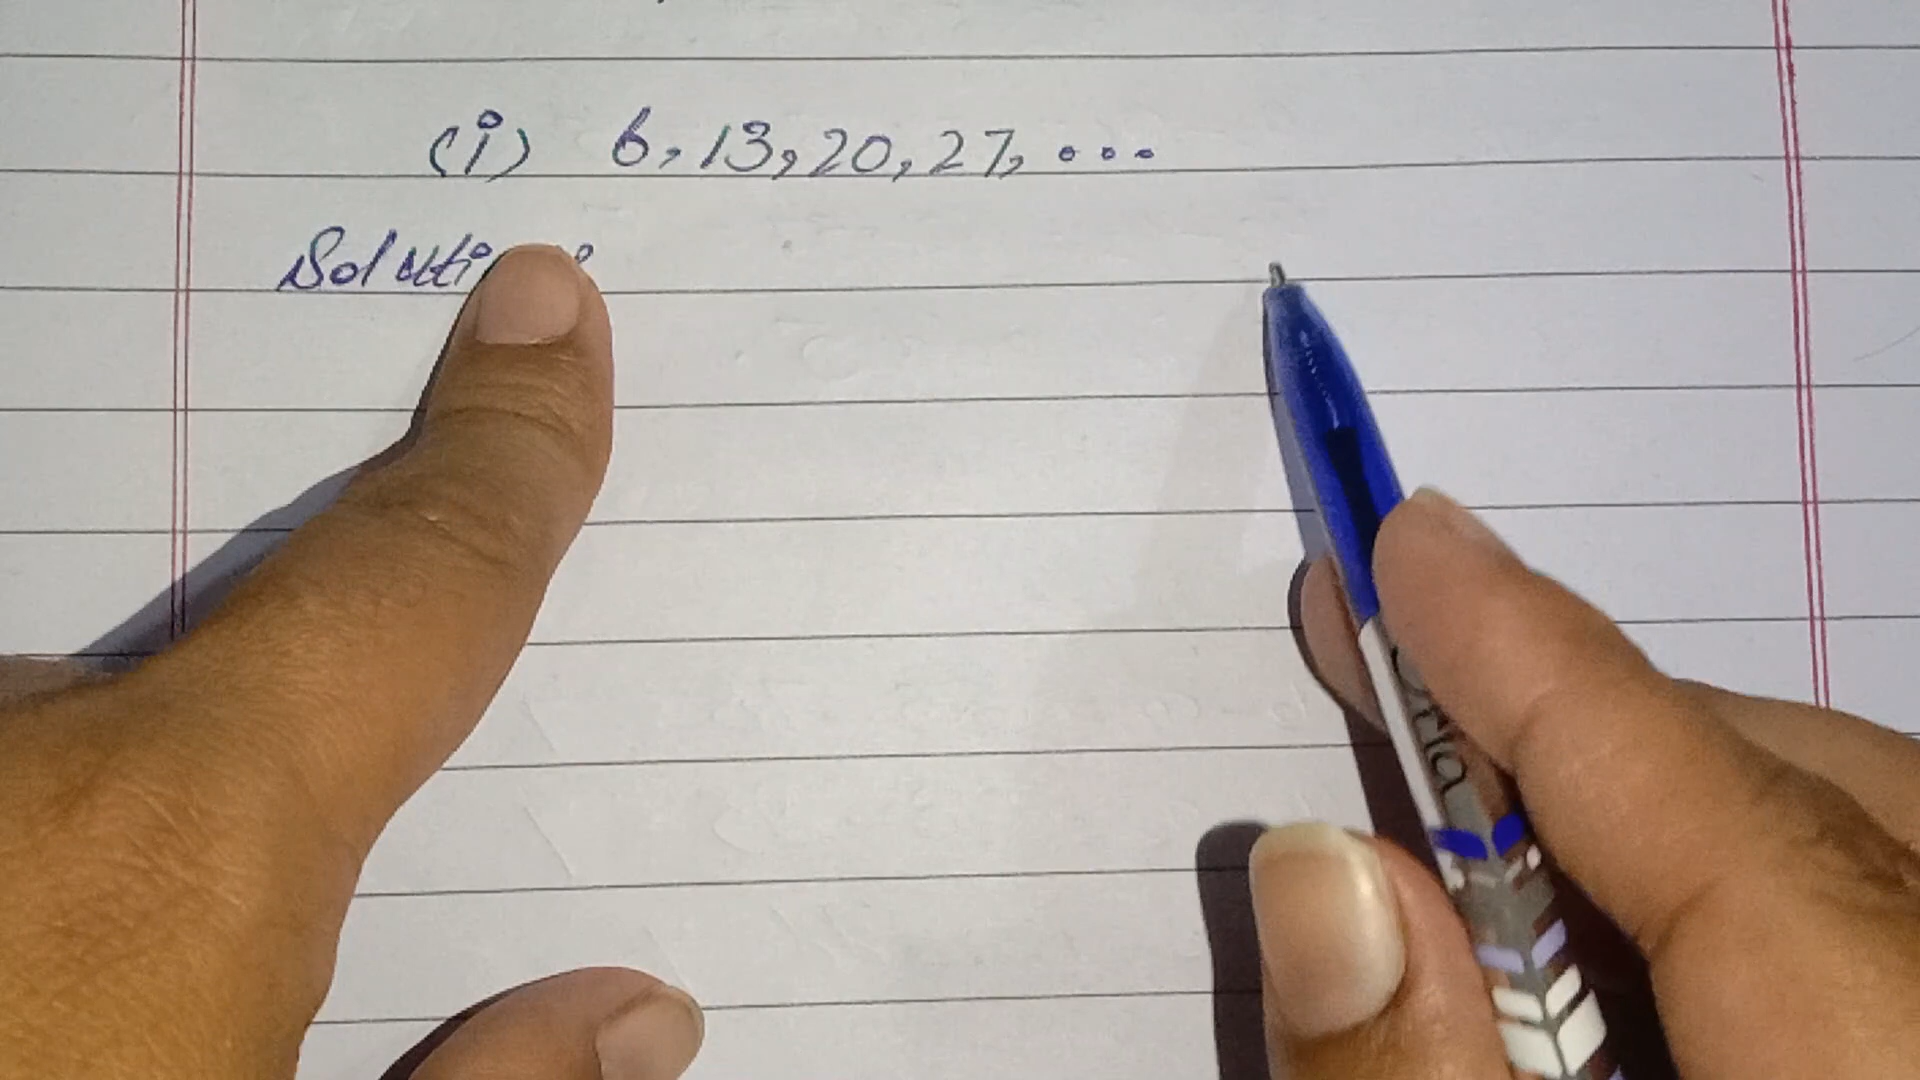 (i) 6, 13, 20, 27, ...